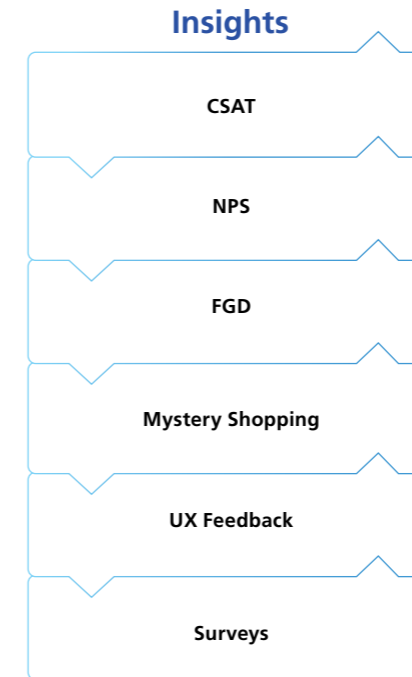 Insights
CSAT
NPS
FGD
Mystery Shopping
UX Feedback
Surveys